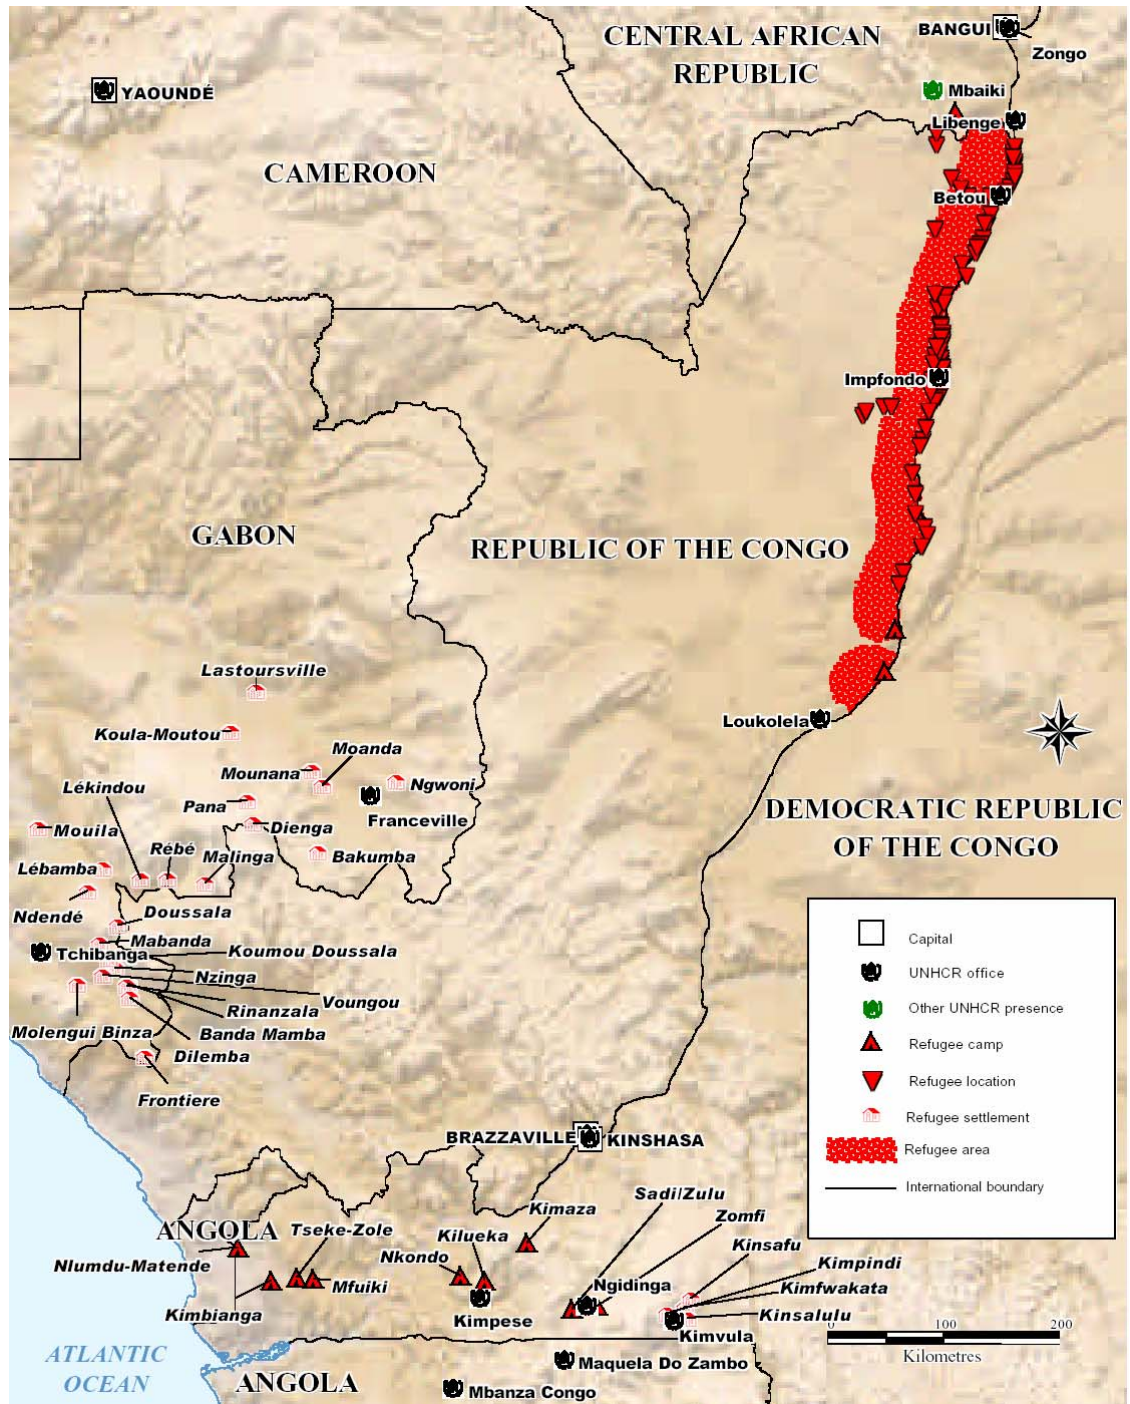 BANGUI
Zongo
CENTRAL AFRICAN
REPUBLIC
YAOUNDÉ
Mbaiki
Libenge
CAMEROON
Betou
Impfondo
GABON
REPUBLIC OF THE CONGO
Lastoursville
Loukolela
Koula-Moutou
Moanda
Mounana
Ngwoni
Lékindou
Pana
Franceville
DEMOCRATIC REPUBLIC
OF THE CONGO
Mouila
Dienga
Rébé
Malinga
Bakumba
Lébamba
Ndendé
Doussala
Mabanda
Tchibanga
Koumou Doussala
Nzinga
Voungou
Rinanzala
Molengui Binza
Banda Mamba
Dilemba
Frontiere
Capital
UNHCR office
Other UNHCR presence
Refugee camp
Refugee location
Refugee settlement
Refugee area
International boundary
BRAZZAVILLE
KINSHASA
Sadi/Zulu
Kimaza
Zomfi
ANGOLA
Tseke-Zole
Kilueka
Kinsafu
Nkondo
Nlumdu-Matende
Mfuiki
Ngidinga
Kimpindi
Kimfwakata
Kimbianga
Kimpese
Kinsalulu
Kimvula
0 100 200
Kilometres
ATLANTIC
OCEAN
Maquela Do Zambo
ANGOLA
Mbanza Congo